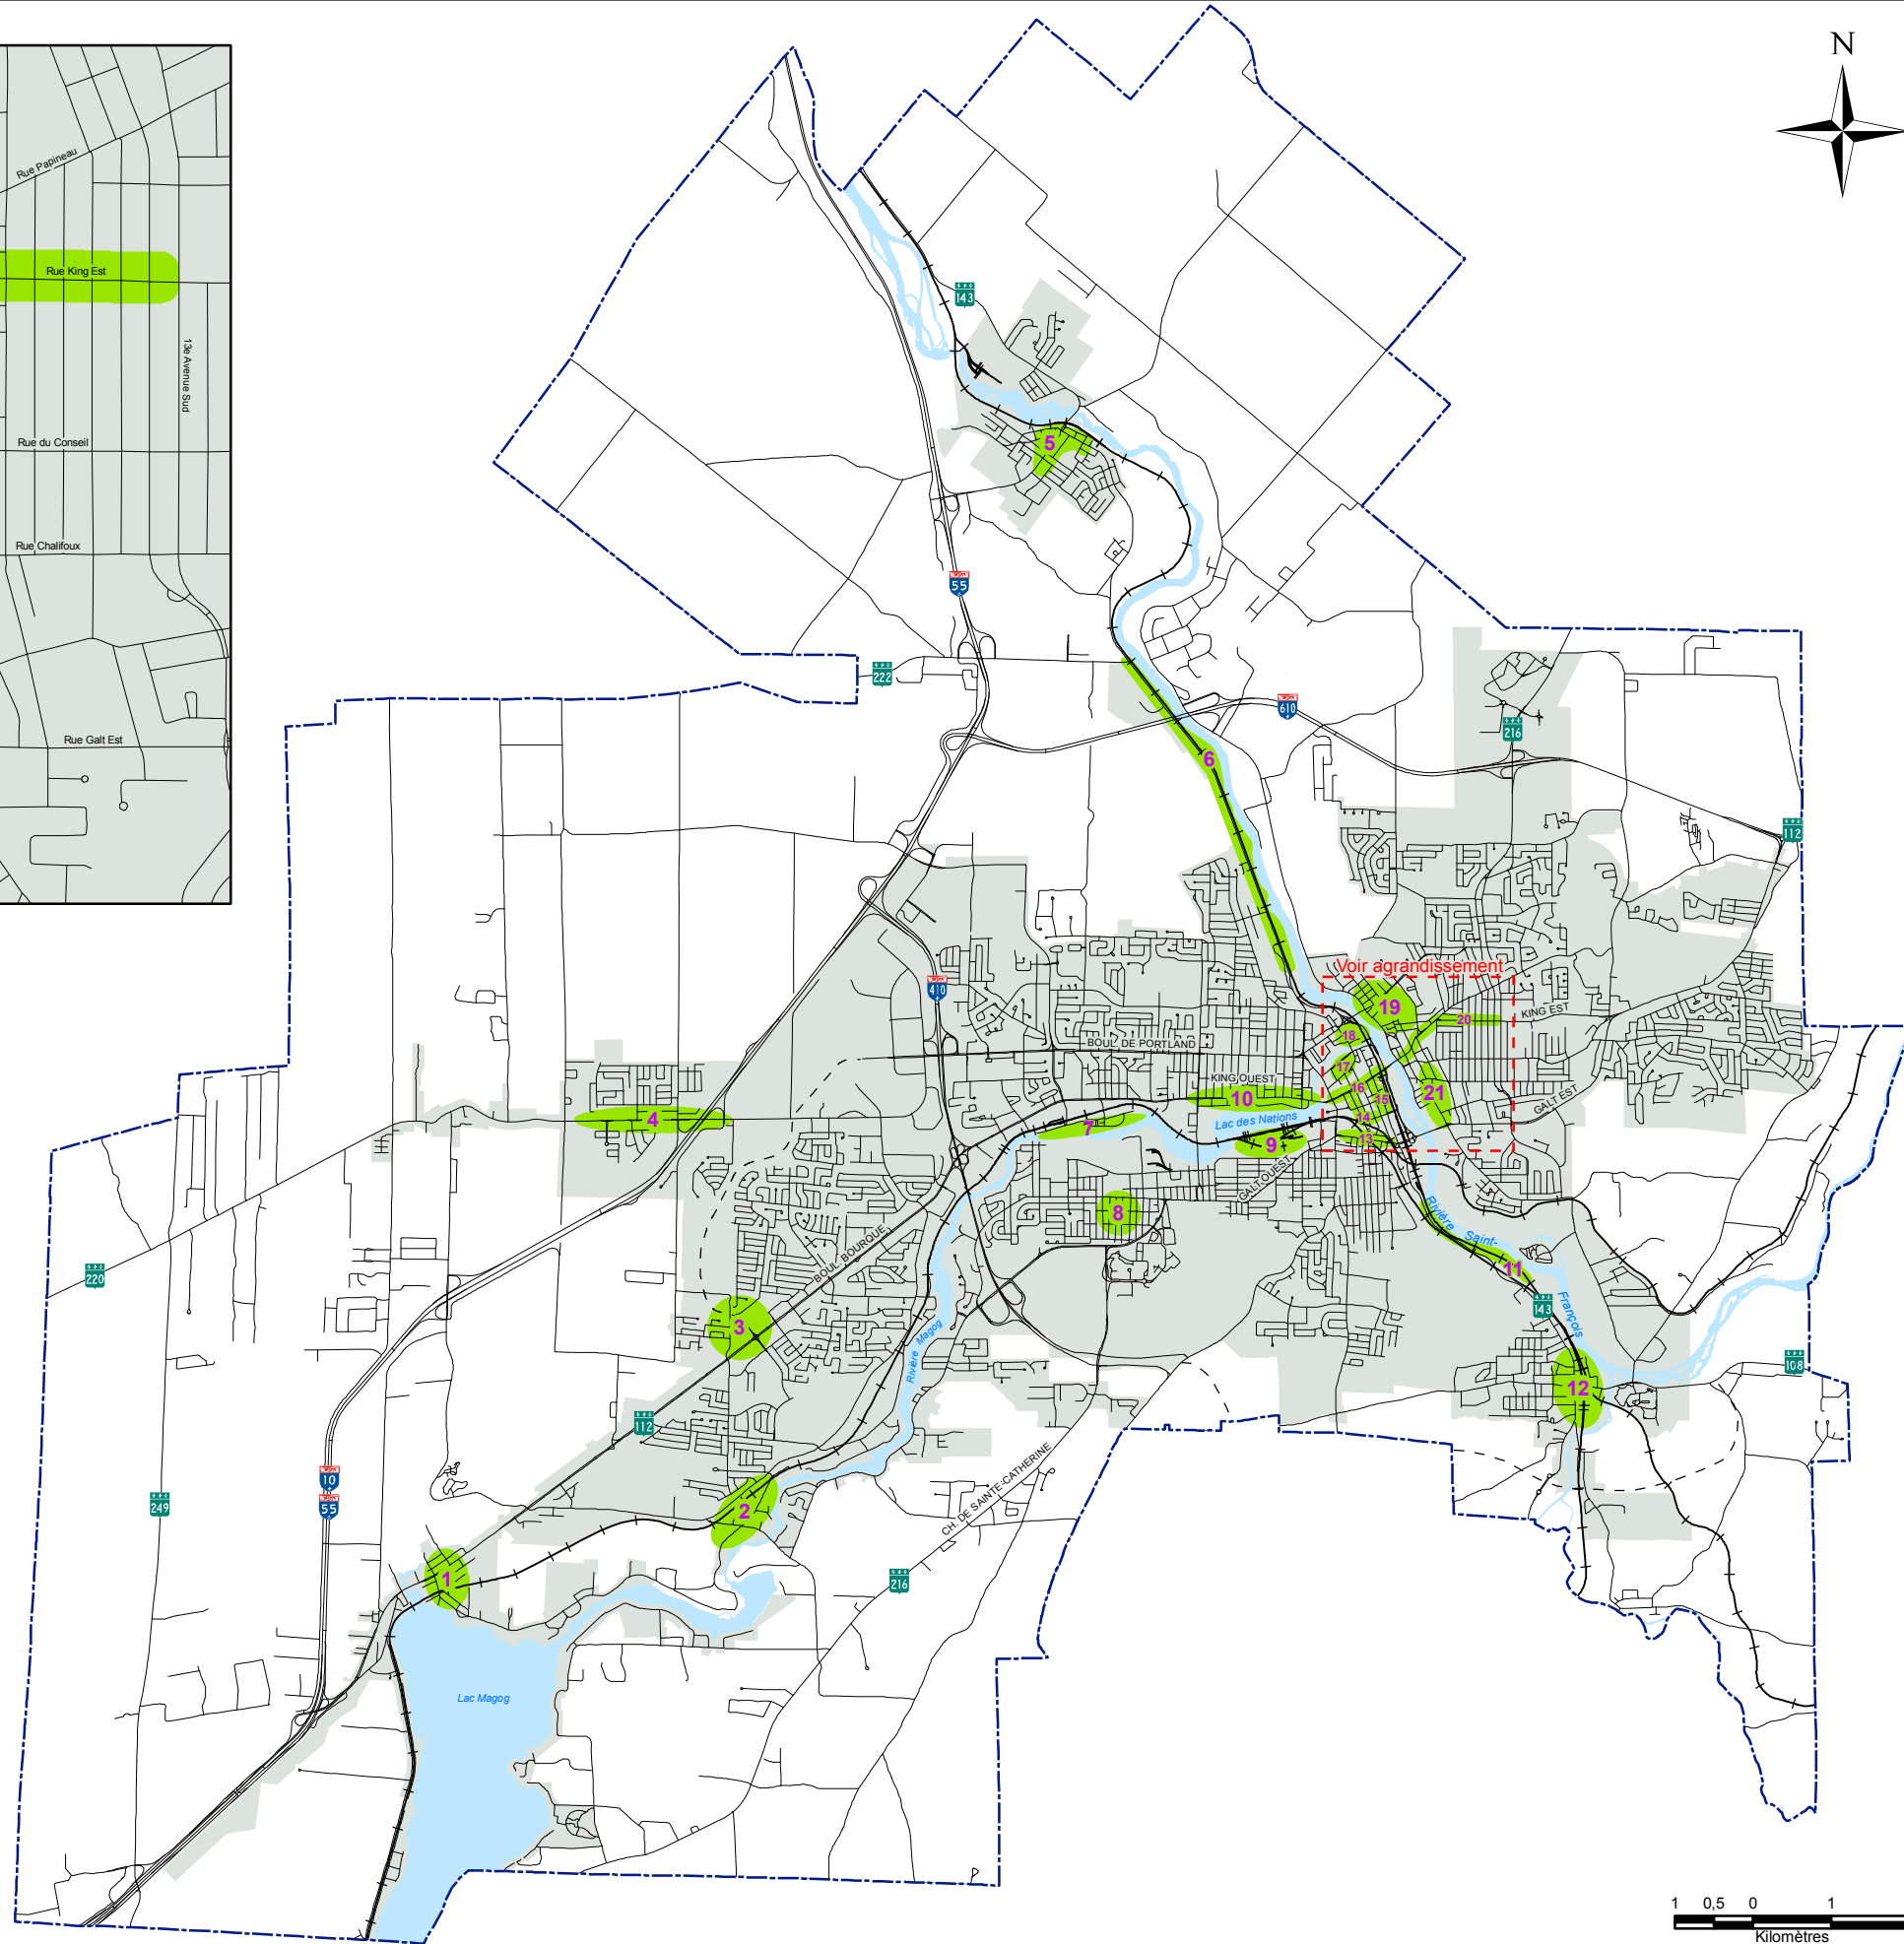 N
Rue Papineau
Rue King Est
13e Avenue Sud
Rue du Conseil
Rue Chalifoux
Rue Galt Est
143
5
55
222
610
216
6
112
410
Voir agrandissement
19
20
KING EST
18
BOUL. DE PORTLAND
17
KING OUEST
16
10
15
21
GALT EST
4
7
Lac des Nations
14
13
9
GALT OUEST
8
Rivière Saint-
François
11
143
220
BOUL. BOURQUE
3
Rivière Magog
108
12
112
10
55
249
2
CH. DE SAINTE-CATHERINE
216
1
Lac Magog
1 0,5 0 1
Kilomètres